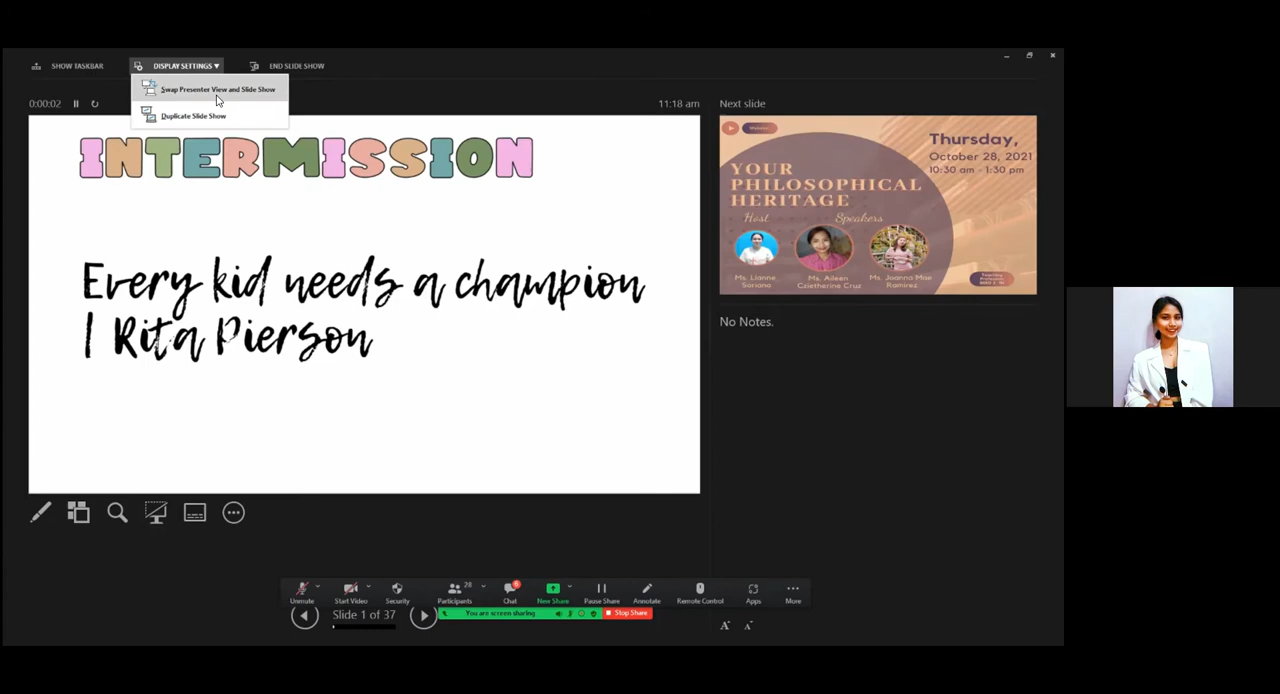 SHOW TASKBAR
DISPLAY SETTINGS ▼
END SLIDE SHOW
Swap Presenter View and Slide Show
Duplicate Slide Show
0:00:02
11:18 am
INTERMISSION
Every kid needs a champion
| Rita Pierson
Next slide
Thursday,
October 28, 2021
10:30 am - 1:30 pm
YOUR
PHILOSOPHICAL
HERITAGE
Host
Speakers
Ms. Lianne
Soriano
Ms. Aileen
Czietherine Cruz
Ms. Joanna Mae
Ramirez
No Notes.
Unmute
Start Video
Security
28
Participants
6
Chat
New Share
Pause Share
Annotate
Remote Control
Apps
More
Slide 1 of 37
You are screen sharing
Stop Share
A A